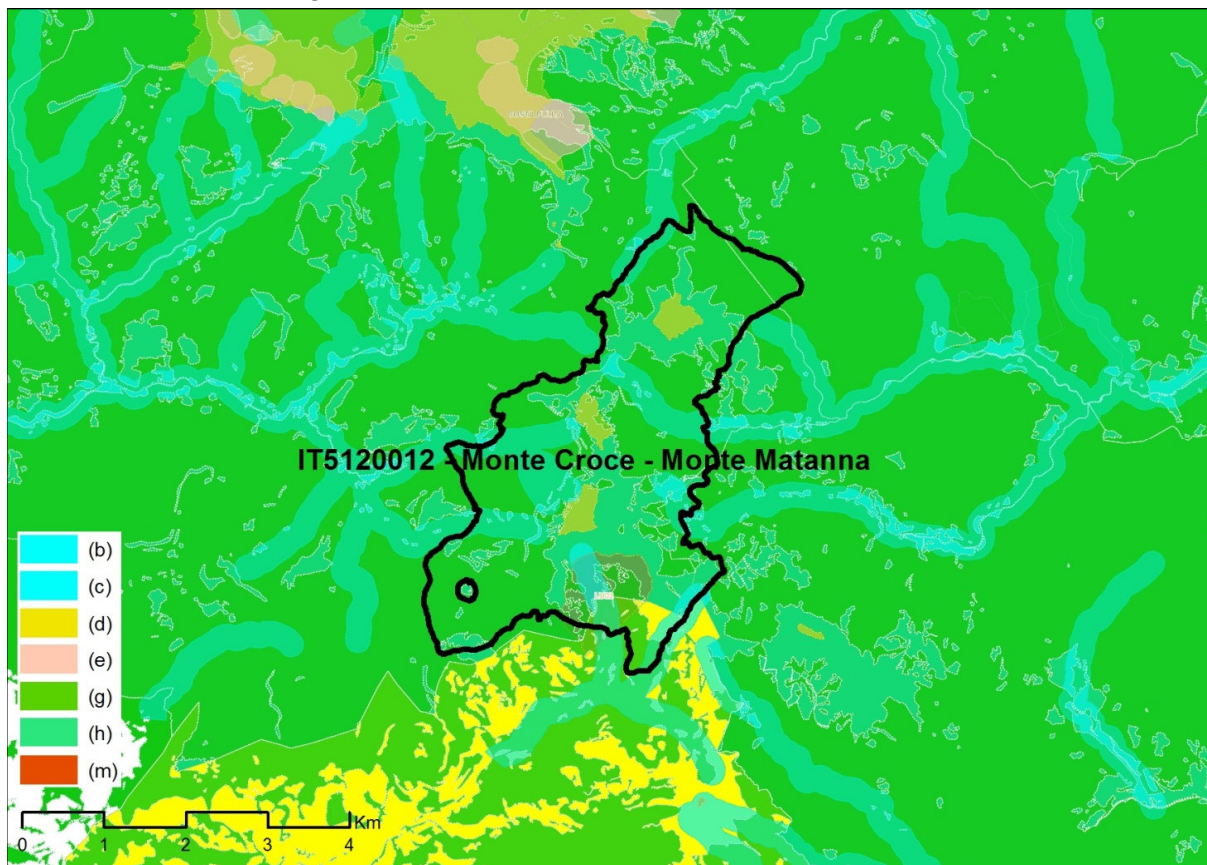 IT5120012 - Monte Croce - Monte Matanna
(b)
(c)
(d)
(e)
(g)
(h)
(m)
Km
0 1 2 3 4